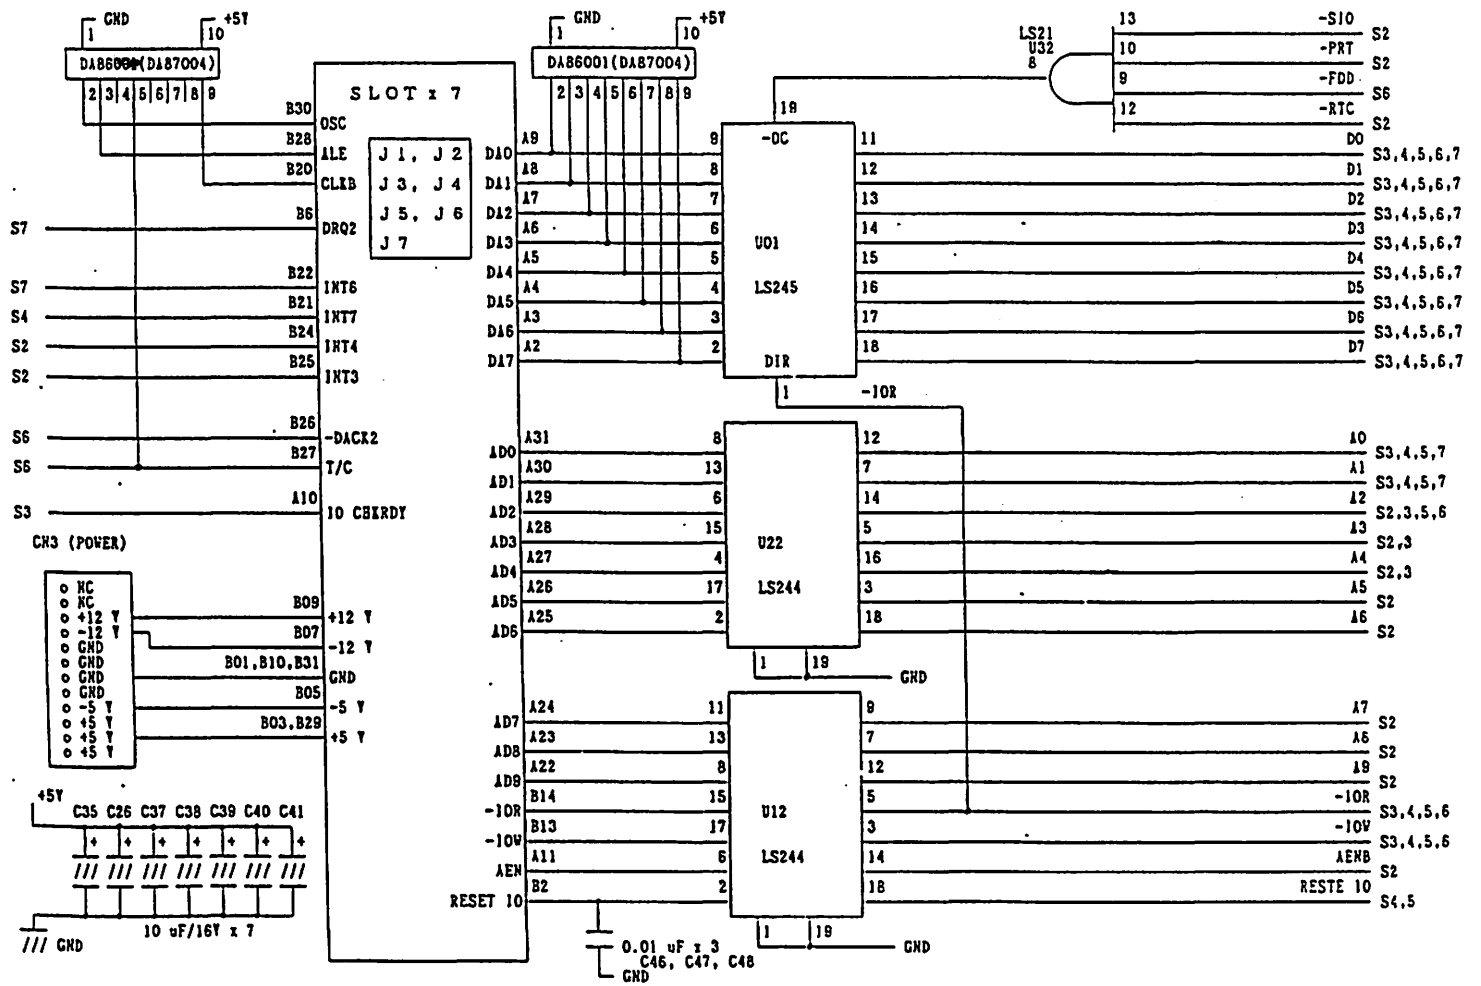 GND +5V GND +5V
1 10 1 10
DA86001(DA87004) DA86001(DA87004)
2 3 4 5 6 7 8 9 2 3 4 5 6 7 8 9
LS21
U32
8
13 -SIO S2
10 -PRT S2
9 -FDD S6
12 -RTC S2
SLOT x 7
J1, J2
J3, J4
J5, J6
J7
B30 OSC
B28 ALE
B20 CLKB
S7 B6 DRQ2
S7 B22 INT6
S4 B21 INT7
S2 B24 INT4
S2 B25 INT3
S6 B26 -DACK2
S6 B27 T/C
S3 A10 IO CHKRDY
19
-OC
DA0 A9 9 11 D0 S3,4,5,6,7
DA1 A8 8 12 D1 S3,4,5,6,7
DA2 A7 7 13 D2 S3,4,5,6,7
DA3 A6 6 14 D3 S3,4,5,6,7
U01
DA4 A5 5 15 D4 S3,4,5,6,7
LS245
DA5 A4 4 16 D5 S3,4,5,6,7
DA6 A3 3 17 D6 S3,4,5,6,7
DA7 A2 2 18 D7 S3,4,5,6,7
DIR
1 -IOR
AD0 A31 8 12 A0 S3,4,5,7
AD1 A30 13 7 A1 S3,4,5,7
AD2 A29 6 14 A2 S2,3,5,6
AD3 A28 15 5 A3 S2,3
U22
AD4 A27 4 16 A4 S2,3
LS244
AD5 A26 17 3 A5 S2
AD6 A25 2 18 A6 S2
1 19 GND
CN3 (POWER)
NC
NC
+12 V B09 +12 V
-12 V B07 -12 V
GND
GND
GND B01,B10,B31 GND
GND
-5 V B05 -5 V
+5 V
+5 V B03,B29 +5 V
+5 V
AD7 A24 11 9 A7 S2
AD8 A23 13 7 A6 S2
AD9 A22 8 12 A9 S2
-IOR B14 15 5 -IOR S3,4,5,6
U12
-IOW B13 17 3 -IOW S3,4,5,6
LS244
AEN A11 6 14 AENB S2
RESET IO B2 2 18 RESTE IO S4,5
1 19 GND
+5V C35 C26 C37 C38 C39 C40 C41
+ + + + + + +
10 uF/16V x 7
GND
0.01 uF x 3
C46, C47, C48
GND